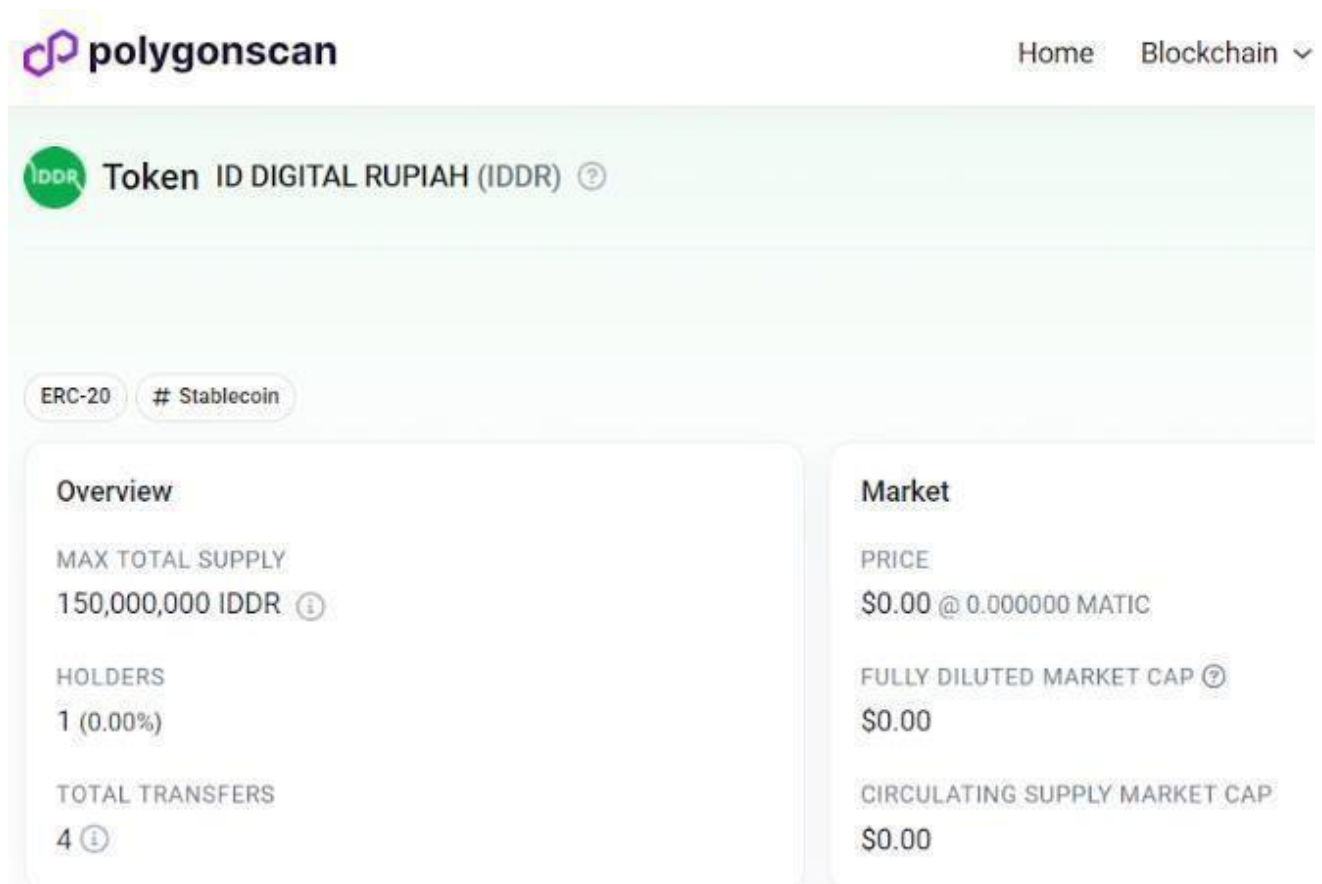 polygonscan
Home Blockchain
IDDR Token ID DIGITAL RUPIAH (IDDR)
ERC-20 # Stablecoin
Overview
MAX TOTAL SUPPLY
150,000,000 IDDR
HOLDERS
1 (0.00%)
TOTAL TRANSFERS
4
Market
PRICE
$0.00 @ 0.000000 MATIC
FULLY DILUTED MARKET CAP
$0.00
CIRCULATING SUPPLY MARKET CAP
$0.00